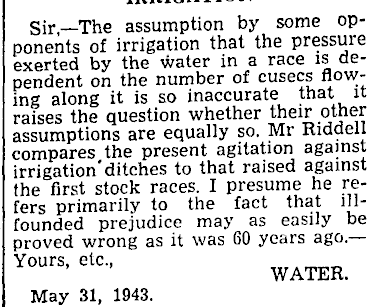 Sir,—The assumption by some op-
ponents of irrigation that the pressure
exerted by the water in a race is de-
pendent on the number of cusecs flow-
ing along it is so inaccurate that it
raises the question whether their other
assumptions are equally so. Mr Riddell
compares the present agitation against
irrigation ditches to that raised against
the first stock races. I presume he re-
fers primarily to the fact that ill-
founded prejudice may as easily be
proved wrong as it was 60 years ago.—
Yours, etc.,
WATER.
May 31, 1943.